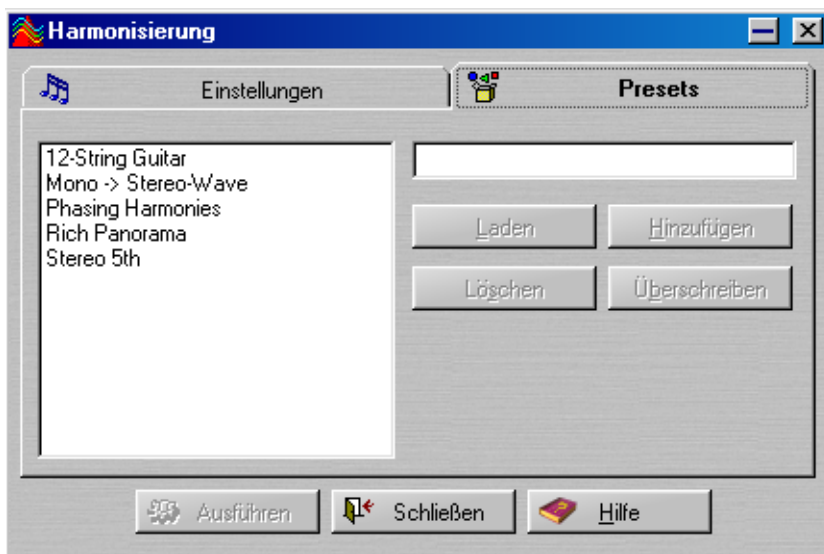 Harmonisierung
Einstellungen
Presets
12-String Guitar
Mono -> Stereo-Wave
Phasing Harmonies
Rich Panorama
Stereo 5th
Laden
Hinzufügen
Löschen
Überschreiben
Ausführen
Schließen
Hilfe